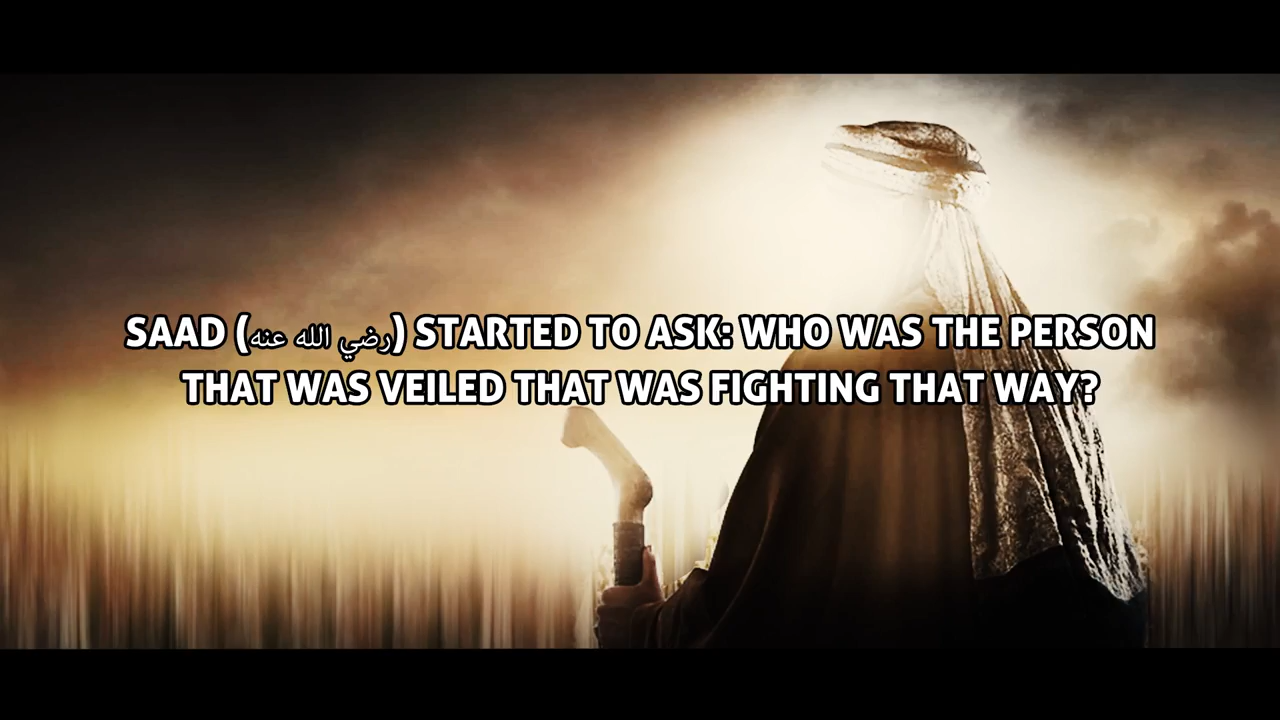 SAAD (رضي الله عنه) STARTED TO ASK: WHO WAS THE PERSON
THAT WAS VEILED THAT WAS FIGHTING THAT WAY?